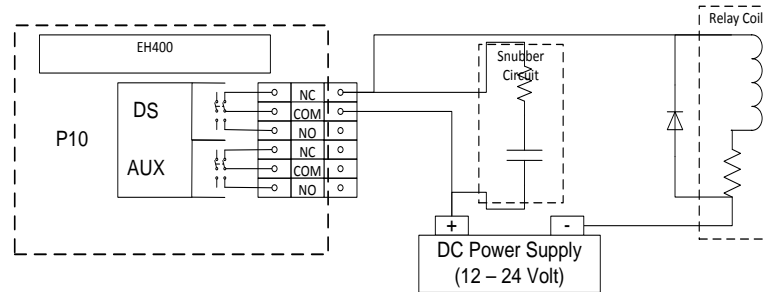 Relay Coil
EH400
Snubber
Circuit
P10
DS
AUX
NC
COM
NO
NC
COM
NO
+
-
DC Power Supply
(12 – 24 Volt)